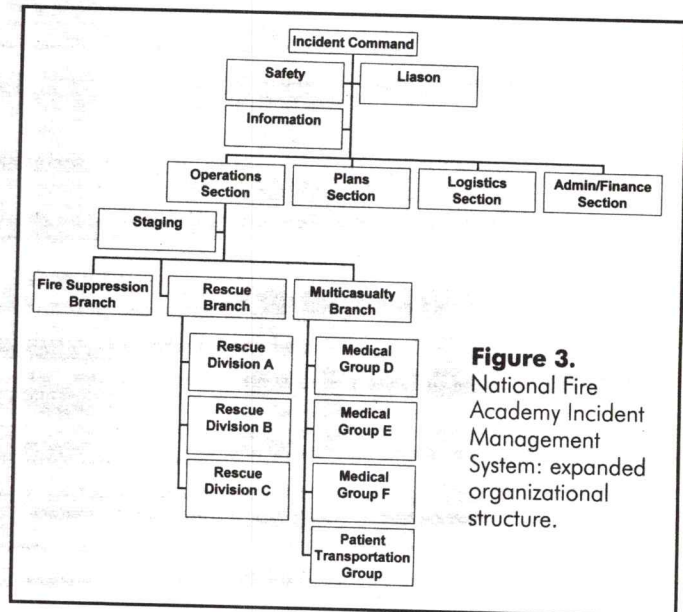 Incident Command
Safety
Liason
Information
Operations
Section
Plans
Section
Logistics
Section
Admin/Finance
Section
Staging
Fire Suppression
Branch
Rescue
Branch
Multicasualty
Branch
Rescue
Division A
Rescue
Division B
Rescue
Division C
Medical
Group D
Medical
Group E
Medical
Group F
Patient
Transportation
Group
Figure 3.
National Fire
Academy Incident
Management
System: expanded
organizational
structure.